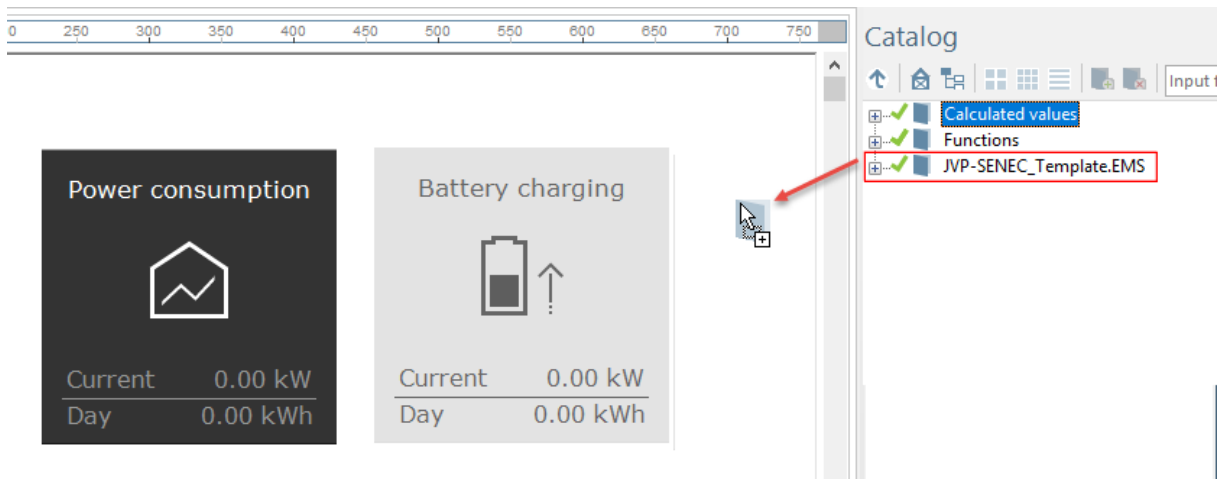 0 250 300 350 400 450 500 550 600 650 700 750
Catalog
Input f
Calculated values
Functions
JVP-SENEC_Template.EMS
Power consumption
Current 0.00 kW
Day 0.00 kWh
Battery charging
Current 0.00 kW
Day 0.00 kWh